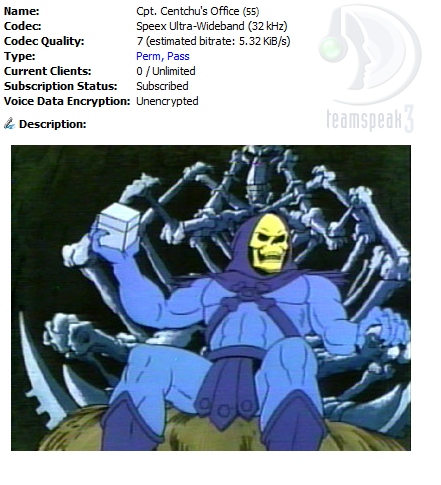 Name: Cpt. Centchu's Office (55)
Codec: Speex Ultra-Wideband (32 kHz)
Codec Quality: 7 (estimated bitrate: 5.32 KiB/s)
Type: Perm, Pass
Current Clients: 0 / Unlimited
Subscription Status: Subscribed
Voice Data Encryption: Unencrypted
Description:
teamspeak 3